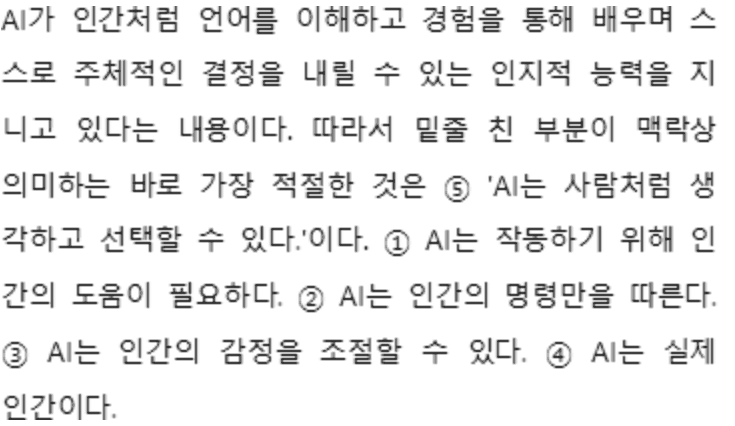 AI가 인간처럼 언어를 이해하고 경험을 통해 배우며 스
스로 주체적인 결정을 내릴 수 있는 인지적 능력을 지
니고 있다는 내용이다. 따라서 밑줄 친 부분이 맥락상
의미하는 바로 가장 적절한 것은 ⑤ 'AI는 사람처럼 생
각하고 선택할 수 있다.'이다. ① AI는 작동하기 위해 인
간의 도움이 필요하다. ② AI는 인간의 명령만을 따른다.
③ AI는 인간의 감정을 조절할 수 있다. ④ AI는 실제
인간이다.